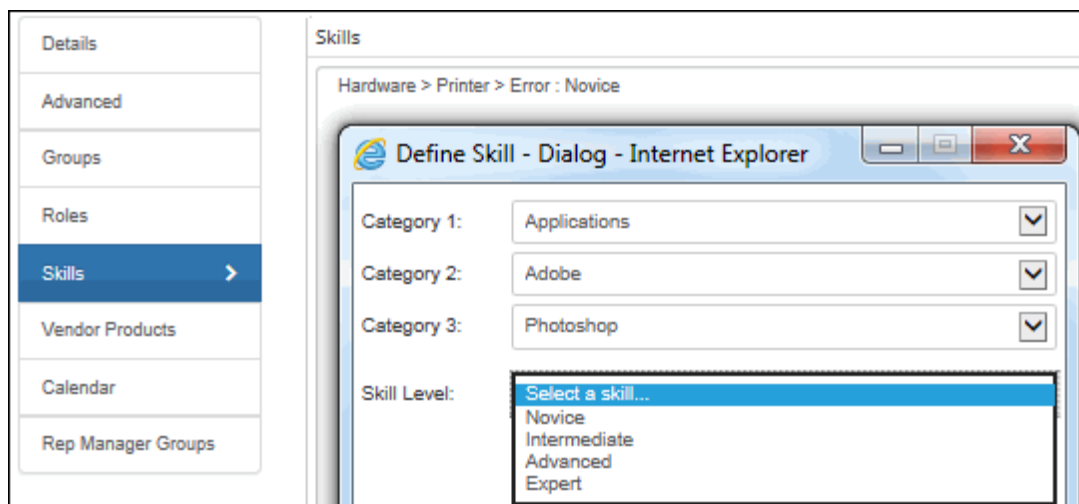 Details
Advanced
Groups
Roles
Skills
Vendor Products
Calendar
Rep Manager Groups
Skills
Hardware > Printer > Error : Novice
Define Skill - Dialog - Internet Explorer
Category 1: Applications
Category 2: Adobe
Category 3: Photoshop
Skill Level: Select a skill...
Novice
Intermediate
Advanced
Expert